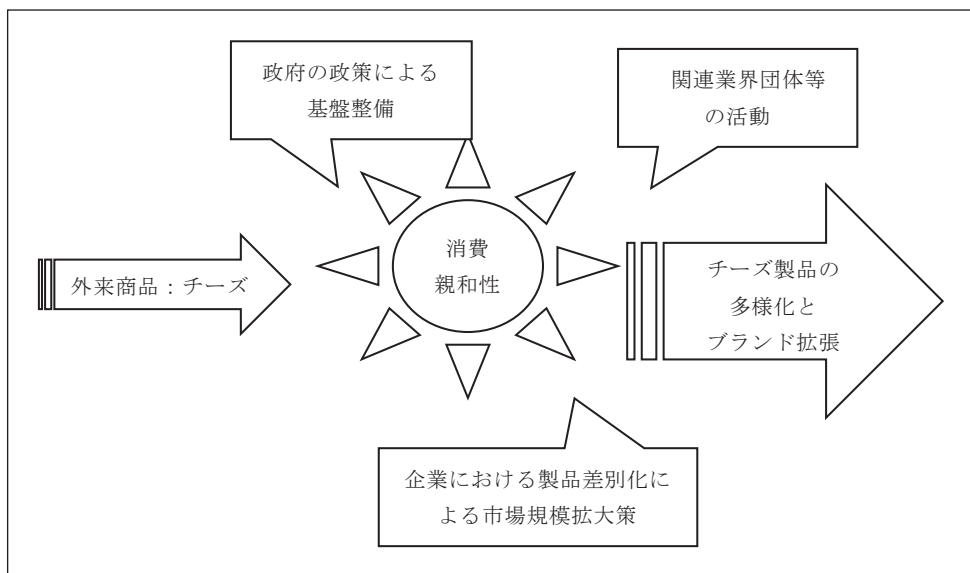 政府の政策による
基盤整備
関連業界団体等
の活動
消費
親和性
外来商品：チーズ
チーズ製品の
多様化と
ブランド拡張
企業における製品差別化に
よる市場規模拡大策